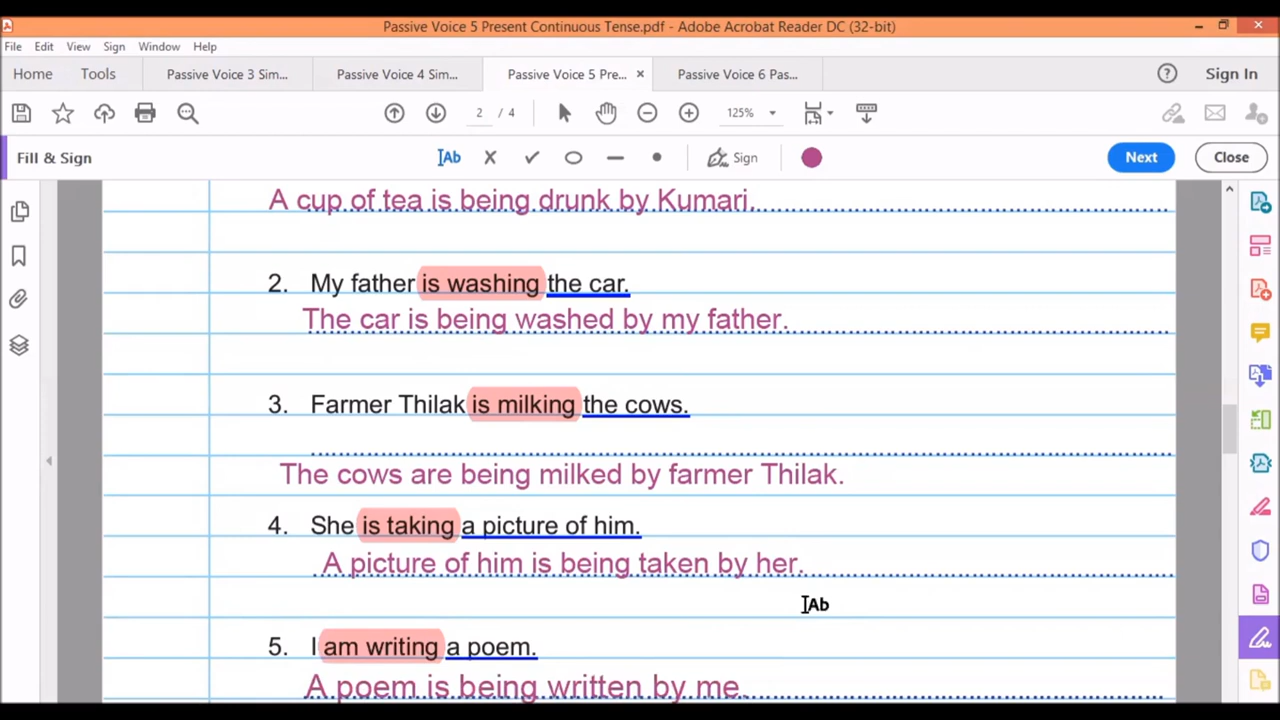 Passive Voice 5 Present Continuous Tense.pdf - Adobe Acrobat Reader DC (32-bit)
File Edit View Sign Window Help
Home Tools Passive Voice 3 Sim... Passive Voice 4 Sim... Passive Voice 5 Pre... × Passive Voice 6 Pas... Sign In
2 / 4 125%
Fill & Sign Ab Sign Next Close
A cup of tea is being drunk by Kumari.
2. My father is washing the car.
The car is being washed by my father.
3. Farmer Thilak is milking the cows.
The cows are being milked by farmer Thilak.
4. She is taking a picture of him.
A picture of him is being taken by her.
Ab
5. I am writing a poem.
A poem is being written by me.